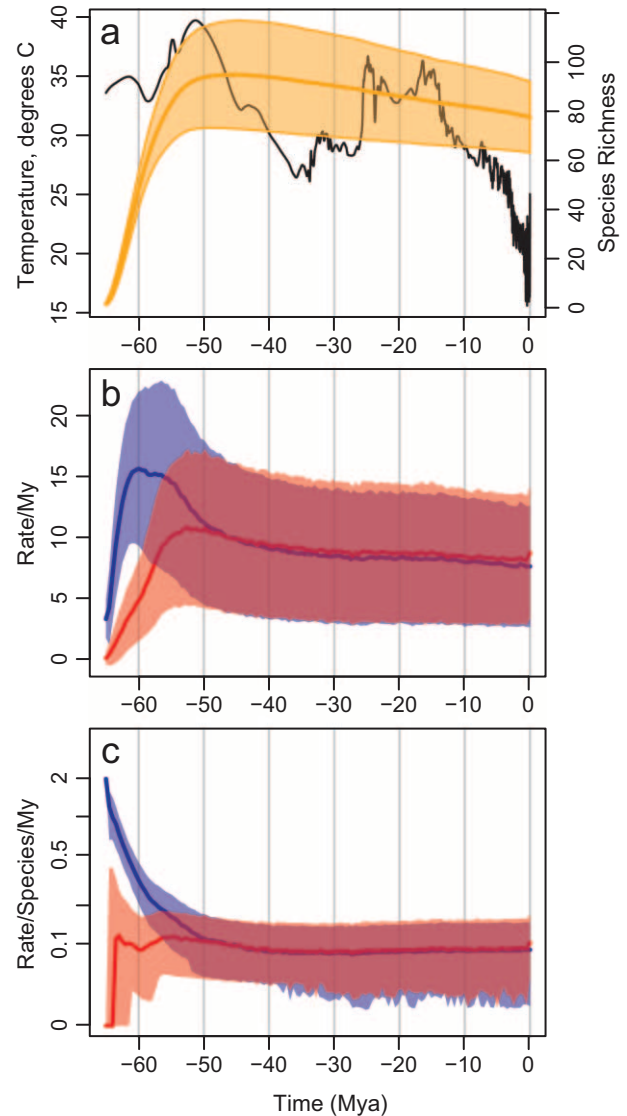 a
Temperature, degrees C
40
35
30
25
20
15
Species Richness
100
80
60
40
20
0
−60 −50 −40 −30 −20 −10 0
b
Rate/My
20
15
10
5
0
−60 −50 −40 −30 −20 −10 0
c
Rate/Species/My
2
0.5
0.1
0
−60 −50 −40 −30 −20 −10 0
Time (Mya)